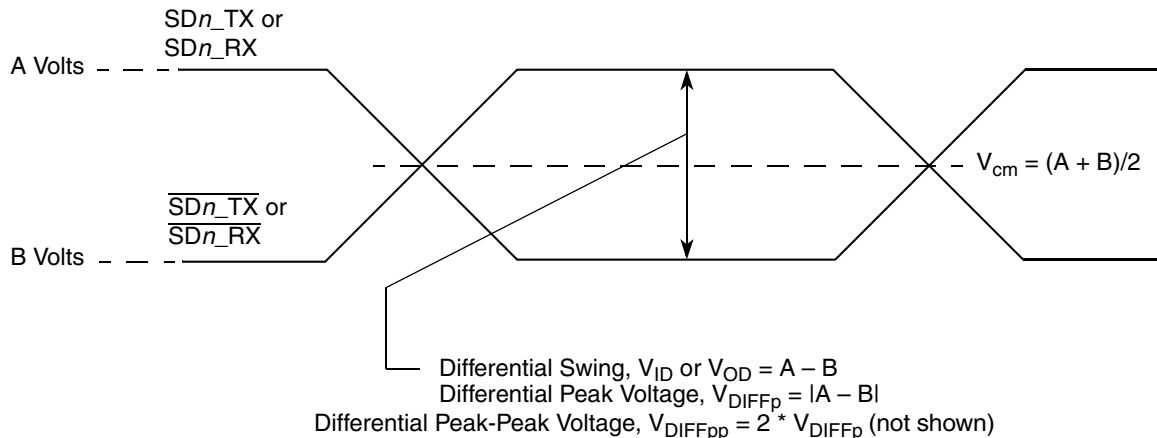 SDn_TX or
SDn_RX
A Volts
Vcm = (A + B)/2
SDn_TX or
SDn_RX
B Volts
Differential Swing, VID or VOD = A – B
Differential Peak Voltage, VDIFFp = |A – B|
Differential Peak-Peak Voltage, VDIFFpp = 2 * VDIFFp (not shown)